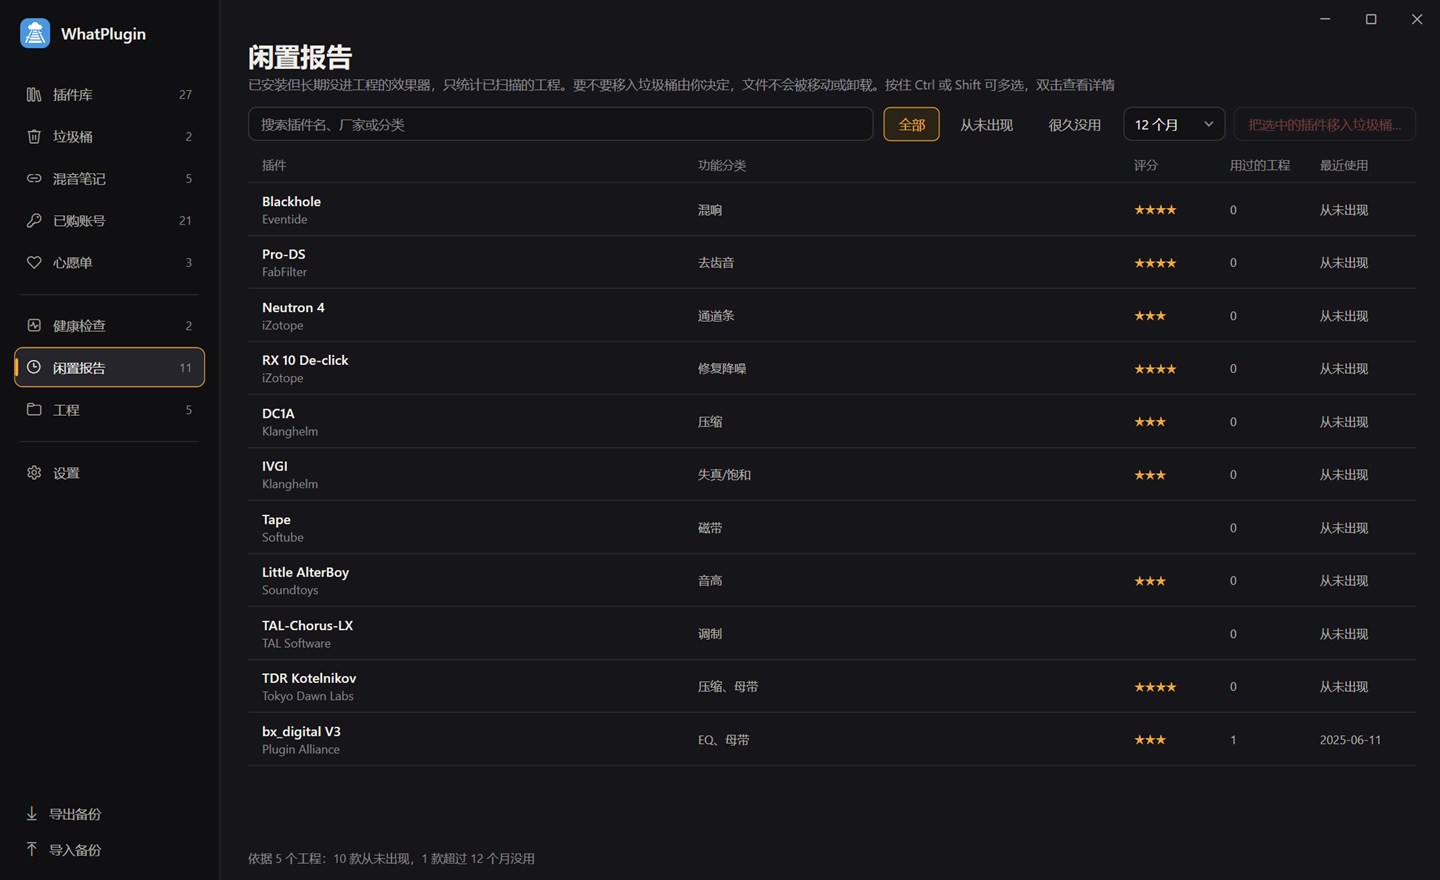 WhatPlugin
插件库 27
垃圾桶 2
混音笔记 5
已购账号 21
心愿单 3
健康检查 2
闲置报告 11
工程 5
设置
导出备份
导入备份
闲置报告
已安装但长期没进工程的效果器，只统计已扫描的工程。要不要移入垃圾桶由你决定，文件不会被移动或卸载。按住 Ctrl 或 Shift 可多选，双击查看详情
搜索插件名、厂家或分类 全部 从未出现 很久没用 12 个月 把选中的插件移入垃圾桶...
插件 功能分类 评分 用过的工程 最近使用
Blackhole
Eventide
混响 ★★★★ 0 从未出现
Pro-DS
FabFilter
去齿音 ★★★★ 0 从未出现
Neutron 4
iZotope
通道条 ★★★ 0 从未出现
RX 10 De-click
iZotope
修复降噪 ★★★★ 0 从未出现
DC1A
Klanghelm
压缩 ★★★ 0 从未出现
IVGI
Klanghelm
失真/饱和 ★★★ 0 从未出现
Tape
Softube
磁带 0 从未出现
Little AlterBoy
Soundtoys
音高 ★★★ 0 从未出现
TAL-Chorus-LX
TAL Software
调制 0 从未出现
TDR Kotelnikov
Tokyo Dawn Labs
压缩、母带 ★★★★ 0 从未出现
bx_digital V3
Plugin Alliance
EQ、母带 ★★★ 1 2025-06-11
依据 5 个工程：10 款从未出现，1 款超过 12 个月没用